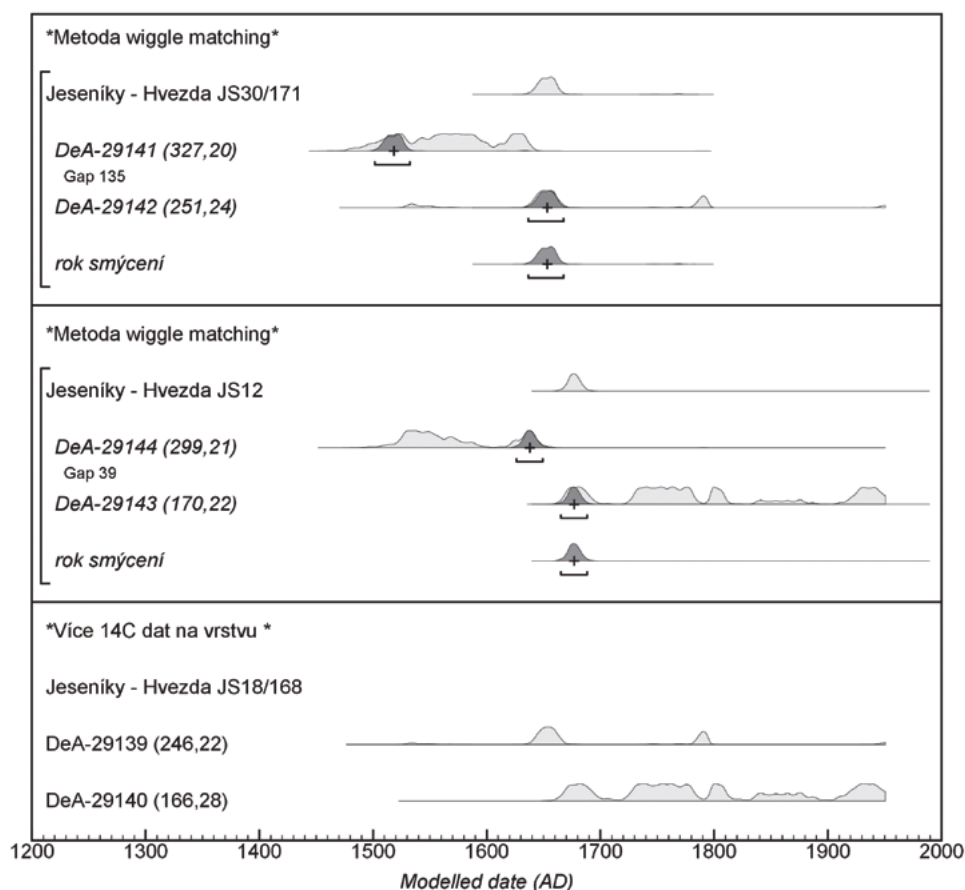 *Metoda wiggle matching*
Jeseníky - Hvezda JS30/171
DeA-29141 (327,20)
Gap 135
DeA-29142 (251,24)
rok smýcení
*Metoda wiggle matching*
Jeseníky - Hvezda JS12
DeA-29144 (299,21)
Gap 39
DeA-29143 (170,22)
rok smýcení
*Více 14C dat na vrstvu *
Jeseníky - Hvezda JS18/168
DeA-29139 (246,22)
DeA-29140 (166,28)
1200 1300 1400 1500 1600 1700 1800 1900 2000
Modelled date (AD)